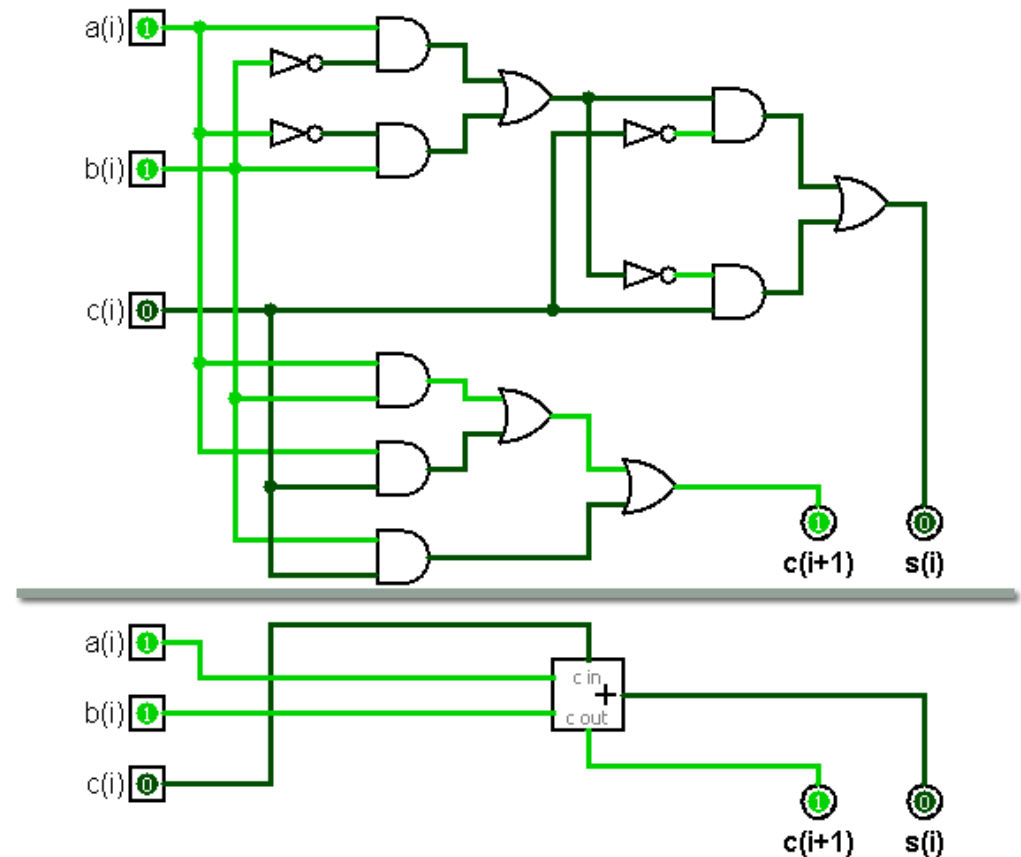 a(i) 1
b(i) 1
c(i) 0
1 0
c(i+1) s(i)
a(i) 1
c in
+
b(i) 1
c out
c(i) 0
1 0
c(i+1) s(i)